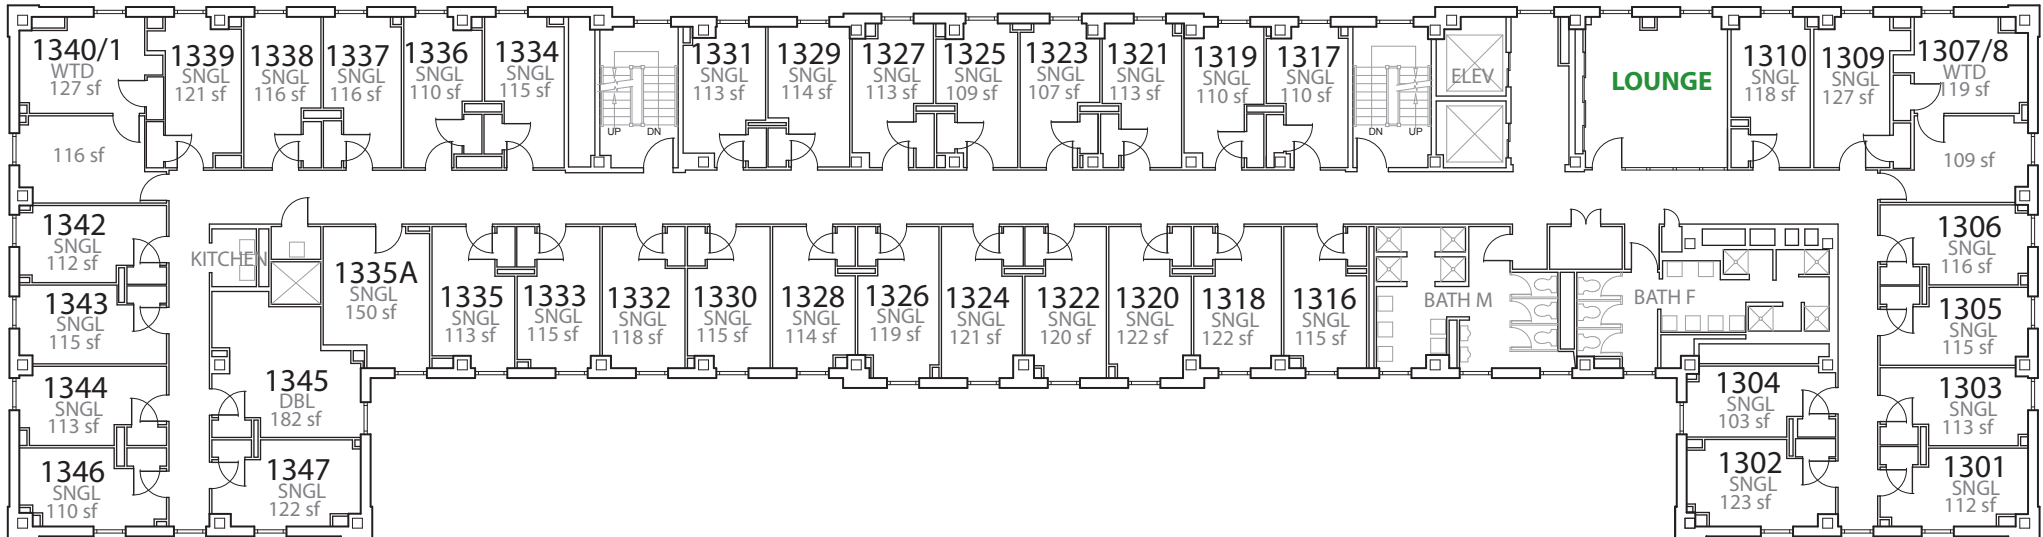 1340/1
WTD
127 sf
116 sf
1339
SNGL
121 sf
1338
SNGL
116 sf
1337
SNGL
116 sf
1336
SNGL
110 sf
1334
SNGL
115 sf
UP
DN
1331
SNGL
113 sf
1329
SNGL
114 sf
1327
SNGL
113 sf
1325
SNGL
109 sf
1323
SNGL
107 sf
1321
SNGL
113 sf
1319
SNGL
110 sf
1317
SNGL
110 sf
DN
UP
ELEV
LOUNGE
1310
SNGL
118 sf
1309
SNGL
127 sf
1307/8
WTD
119 sf
109 sf
1342
SNGL
112 sf
1343
SNGL
115 sf
1344
SNGL
113 sf
1346
SNGL
110 sf
KITCHEN
1345
DBL
182 sf
1347
SNGL
122 sf
1335A
SNGL
150 sf
1335
SNGL
113 sf
1333
SNGL
115 sf
1332
SNGL
118 sf
1330
SNGL
115 sf
1328
SNGL
114 sf
1326
SNGL
119 sf
1324
SNGL
121 sf
1322
SNGL
120 sf
1320
SNGL
122 sf
1318
SNGL
122 sf
1316
SNGL
115 sf
BATH M
BATH F
1306
SNGL
116 sf
1305
SNGL
115 sf
1304
SNGL
103 sf
1303
SNGL
113 sf
1302
SNGL
123 sf
1301
SNGL
112 sf